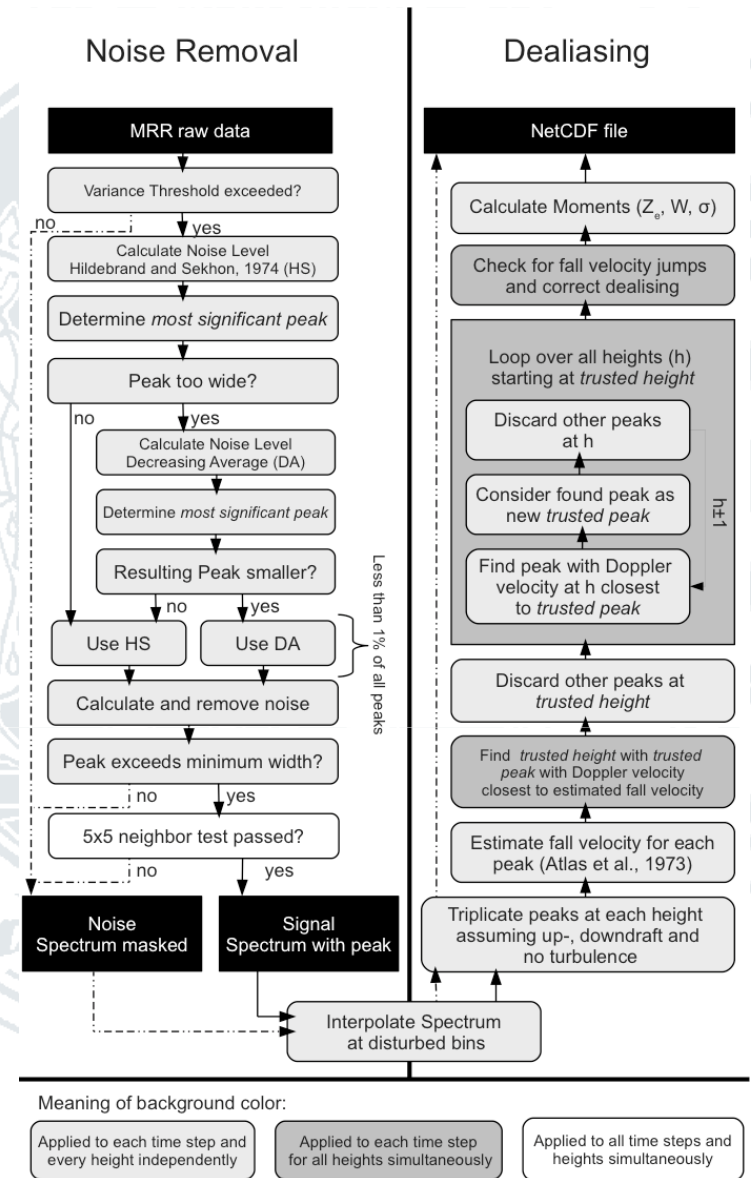 Noise Removal
MRR raw data
Variance Threshold exceeded?
no
yes
Calculate Noise Level
Hildebrand and Sekhon, 1974 (HS)
Determine most significant peak
Peak too wide?
no
yes
Calculate Noise Level
Decreasing Average (DA)
Determine most significant peak
Resulting Peak smaller?
no
yes
Use HS
Use DA
Less than 1% of all peaks
Calculate and remove noise
Peak exceeds minimum width?
no
yes
5x5 neighbor test passed?
no
yes
Noise
Spectrum masked
Signal
Spectrum with peak
Interpolate Spectrum
at disturbed bins
Dealiasing
NetCDF file
Calculate Moments (Ze, W, σ)
Check for fall velocity jumps
and correct dealising
Loop over all heights (h)
starting at trusted height
Discard other peaks
at h
Consider found peak as
new trusted peak
Find peak with Doppler
velocity at h closest
to trusted peak
h±1
Discard other peaks at
trusted height
Find trusted height with trusted
peak with Doppler velocity
closest to estimated fall velocity
Estimate fall velocity for each
peak (Atlas et al., 1973)
Triplicate peaks at each height
assuming up-, downdraft and
no turbulence
Meaning of background color:
Applied to each time step and
every height independently
Applied to each time step
for all heights simultaneously
Applied to all time steps and
heights simultaneously